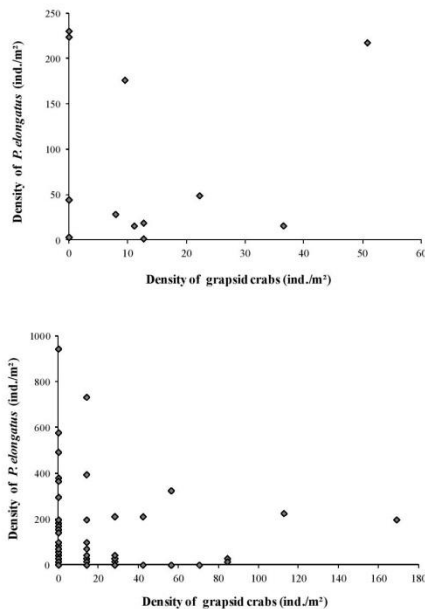 250
200
150
100
50
0
Density of P. elongatus (ind./m²)
0 10 20 30 40 50 60
Density of grapsid crabs (ind./m²)
1000
800
600
400
200
0
Density of P. elongatus (ind./m²)
0 20 40 60 80 100 120 140 160 180
Density of grapsid crabs (ind./m²)